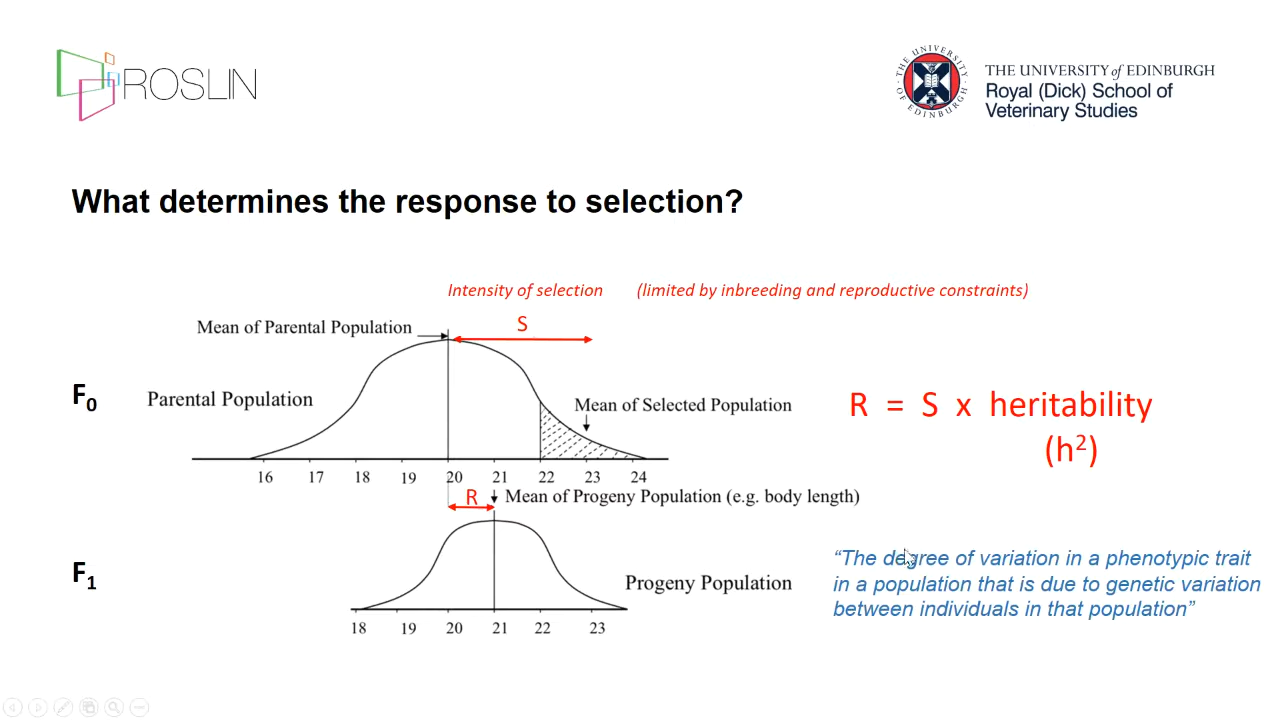 ROSLIN
THE UNIVERSITY of EDINBURGH
Royal (Dick) School of
Veterinary Studies
THE UNIVERSITY OF EDINBURGH
What determines the response to selection?
Intensity of selection (limited by inbreeding and reproductive constraints)
Mean of Parental Population
S
F0
Parental Population
Mean of Selected Population
R = S x heritability
(h²)
16 17 18 19 20 21 22 23 24
R
Mean of Progeny Population (e.g. body length)
F1
Progeny Population
"The degree of variation in a phenotypic trait
in a population that is due to genetic variation
between individuals in that population"
18 19 20 21 22 23